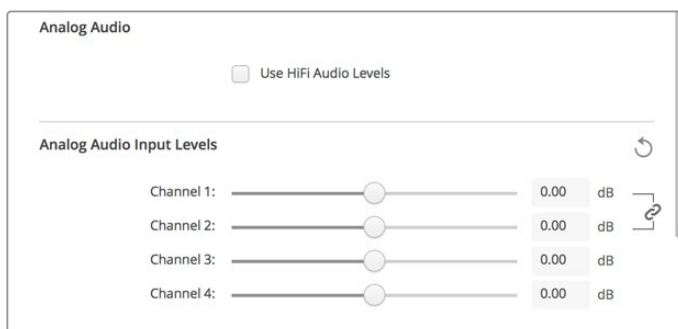 Analog Audio
Use HiFi Audio Levels
Analog Audio Input Levels
Channel 1: 0.00 dB
Channel 2: 0.00 dB
Channel 3: 0.00 dB
Channel 4: 0.00 dB